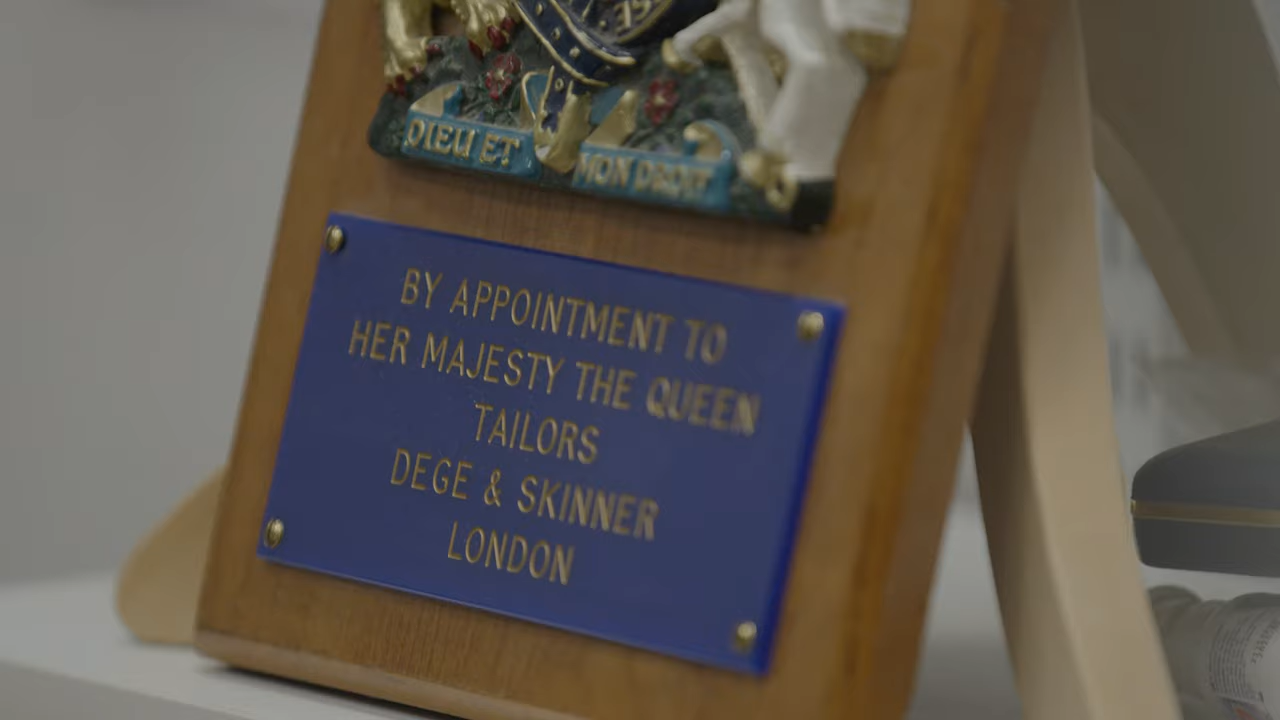 DIEU ET
MON DROIT
BY APPOINTMENT TO
HER MAJESTY THE QUEEN
TAILORS
DEGE & SKINNER
LONDON